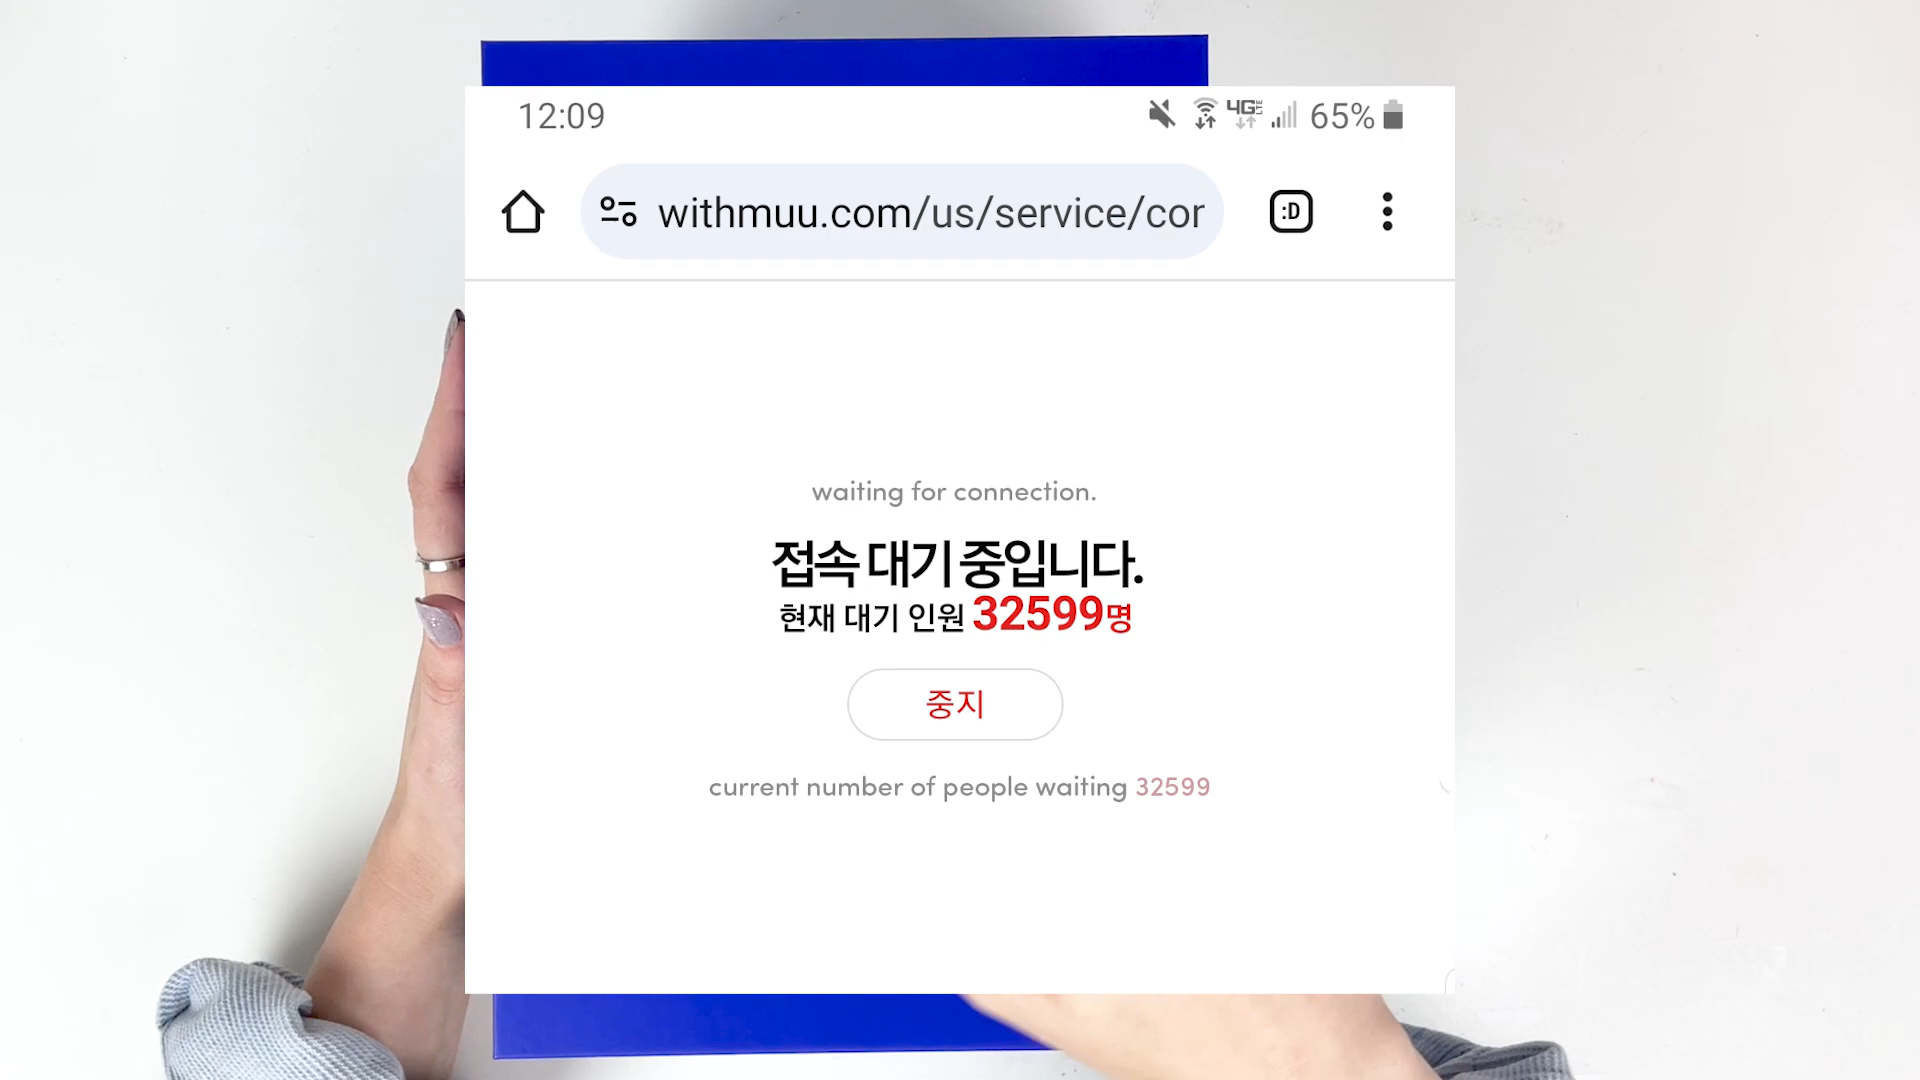 12:09
4G LTE
65%
withmuu.com/us/service/cor
:D
waiting for connection.
접속 대기 중입니다.
현재 대기 인원 32599명
중지
current number of people waiting 32599